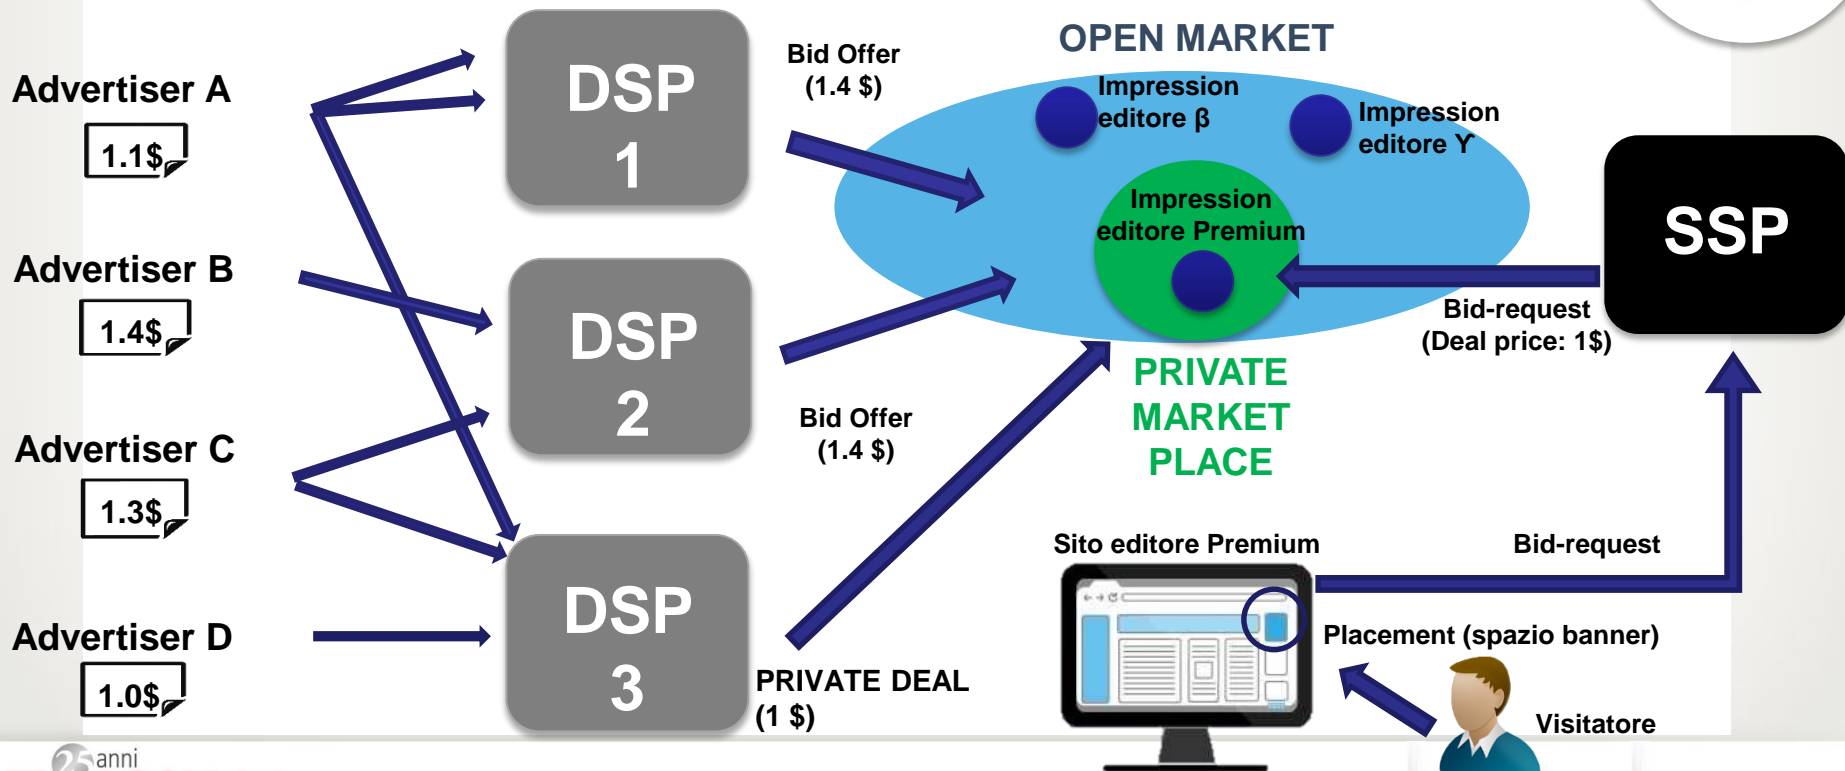 OPEN MARKET
Advertiser A
1.1$
DSP
1
Bid Offer
(1.4 $)
Impression
editore β
Impression
editore ϒ
Impression
editore Premium
SSP
Advertiser B
1.4$
DSP
2
Bid-request
(Deal price: 1$)
PRIVATE
MARKET
PLACE
Bid Offer
(1.4 $)
Advertiser C
1.3$
Sito editore Premium
Bid-request
DSP
3
Advertiser D
1.0$
PRIVATE DEAL
(1 $)
Placement (spazio banner)
Visitatore
25 anni